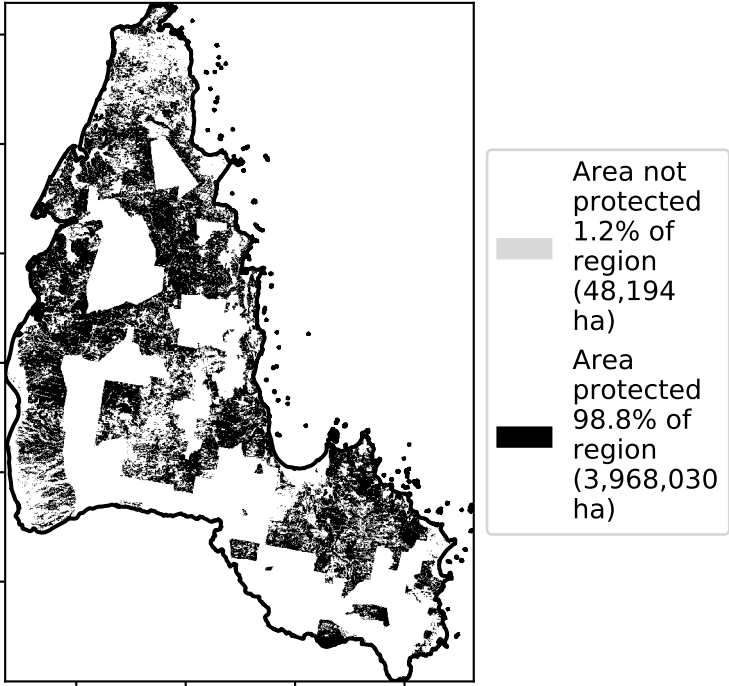 Area not
protected
1.2% of
region
(48,194
ha)
Area
protected
98.8% of
region
(3,968,030
ha)